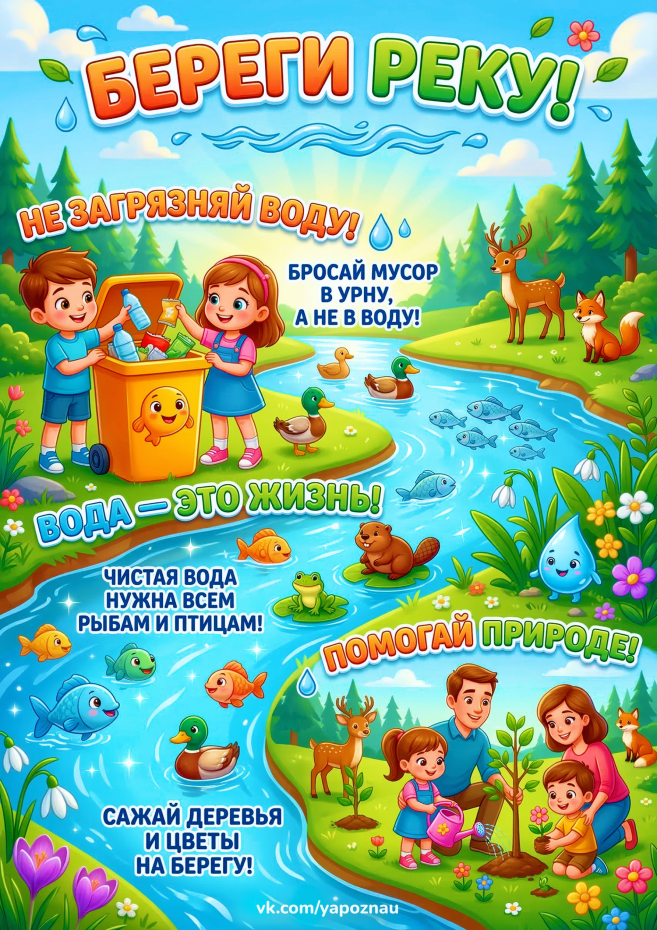 БЕРЕГИ РЕКУ!
НЕ ЗАГРЯЗНЯЙ ВОДУ!
БРОСАЙ МУСОР
В УРНУ,
А НЕ В ВОДУ!
ВОДА — ЭТО ЖИЗНЬ!
ЧИСТАЯ ВОДА
НУЖНА ВСЕМ
РЫБАМ И ПТИЦАМ!
ПОМОГАЙ ПРИРОДЕ!
САЖАЙ ДЕРЕВЬЯ
И ЦВЕТЫ
НА БЕРЕГУ!
vk.com/yapoznau